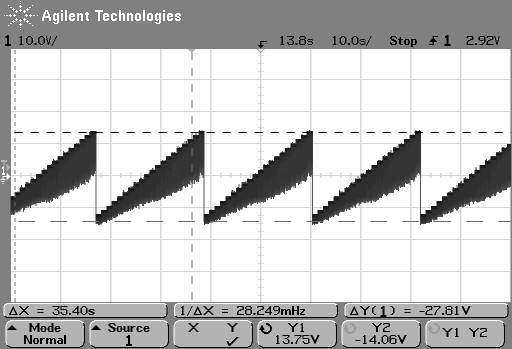 Agilent Technologies
1 10.0V/ 13.8s 10.0s/ Stop 1 2.92V
ΔX = 35.40s 1/ΔX = 28.249mHz ΔY(1) = -27.81V
Mode Normal Source 1 X Y ✓ Y1 13.75V Y2 -14.06V Y1 Y2